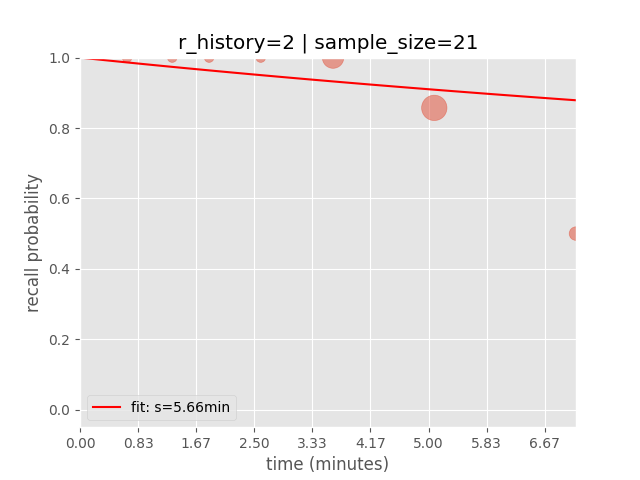 r_history=2 | sample_size=21
1.0
0.8
0.6
0.4
0.2
0.0
recall probability
fit: s=5.66min
0.00 0.83 1.67 2.50 3.33 4.17 5.00 5.83 6.67
time (minutes)